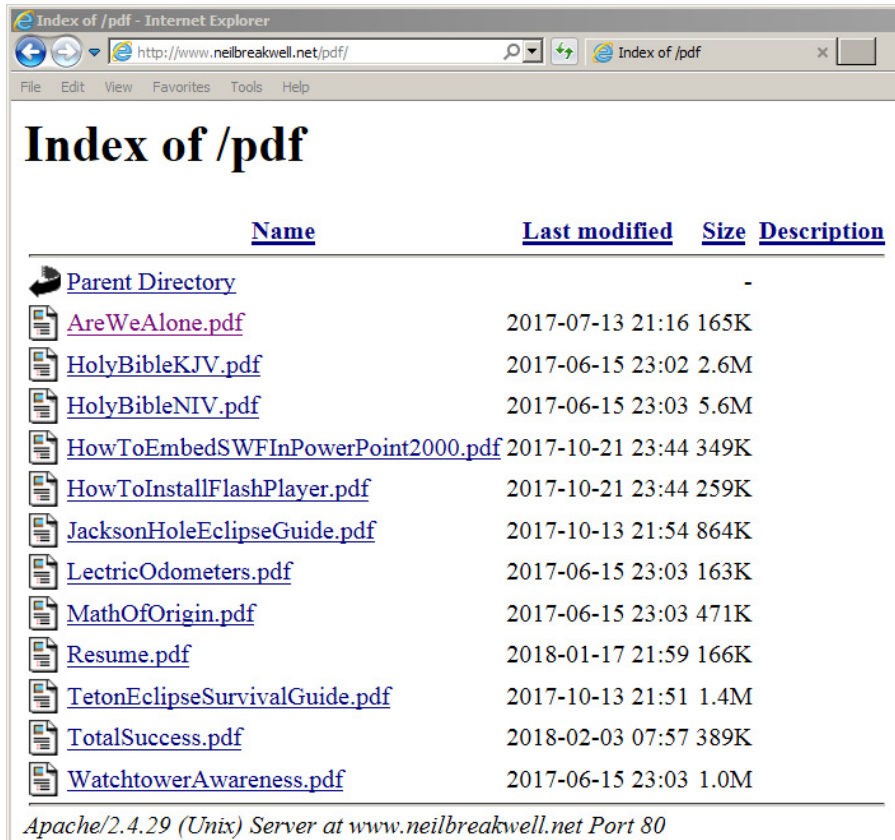 Index of /pdf - Internet Explorer
http://www.neilbreakwell.net/pdf/ Index of /pdf
File Edit View Favorites Tools Help
Index of /pdf
Name Last modified Size Description
Parent Directory -
AreWeAlone.pdf 2017-07-13 21:16 165K
HolyBibleKJV.pdf 2017-06-15 23:02 2.6M
HolyBibleNIV.pdf 2017-06-15 23:03 5.6M
HowToEmbedSWFInPowerPoint2000.pdf 2017-10-21 23:44 349K
HowToInstallFlashPlayer.pdf 2017-10-21 23:44 259K
JacksonHoleEclipseGuide.pdf 2017-10-13 21:54 864K
LectricOdometers.pdf 2017-06-15 23:03 163K
MathOfOrigin.pdf 2017-06-15 23:03 471K
Resume.pdf 2018-01-17 21:59 166K
TetonEclipseSurvivalGuide.pdf 2017-10-13 21:51 1.4M
TotalSuccess.pdf 2018-02-03 07:57 389K
WatchtowerAwareness.pdf 2017-06-15 23:03 1.0M
Apache/2.4.29 (Unix) Server at www.neilbreakwell.net Port 80